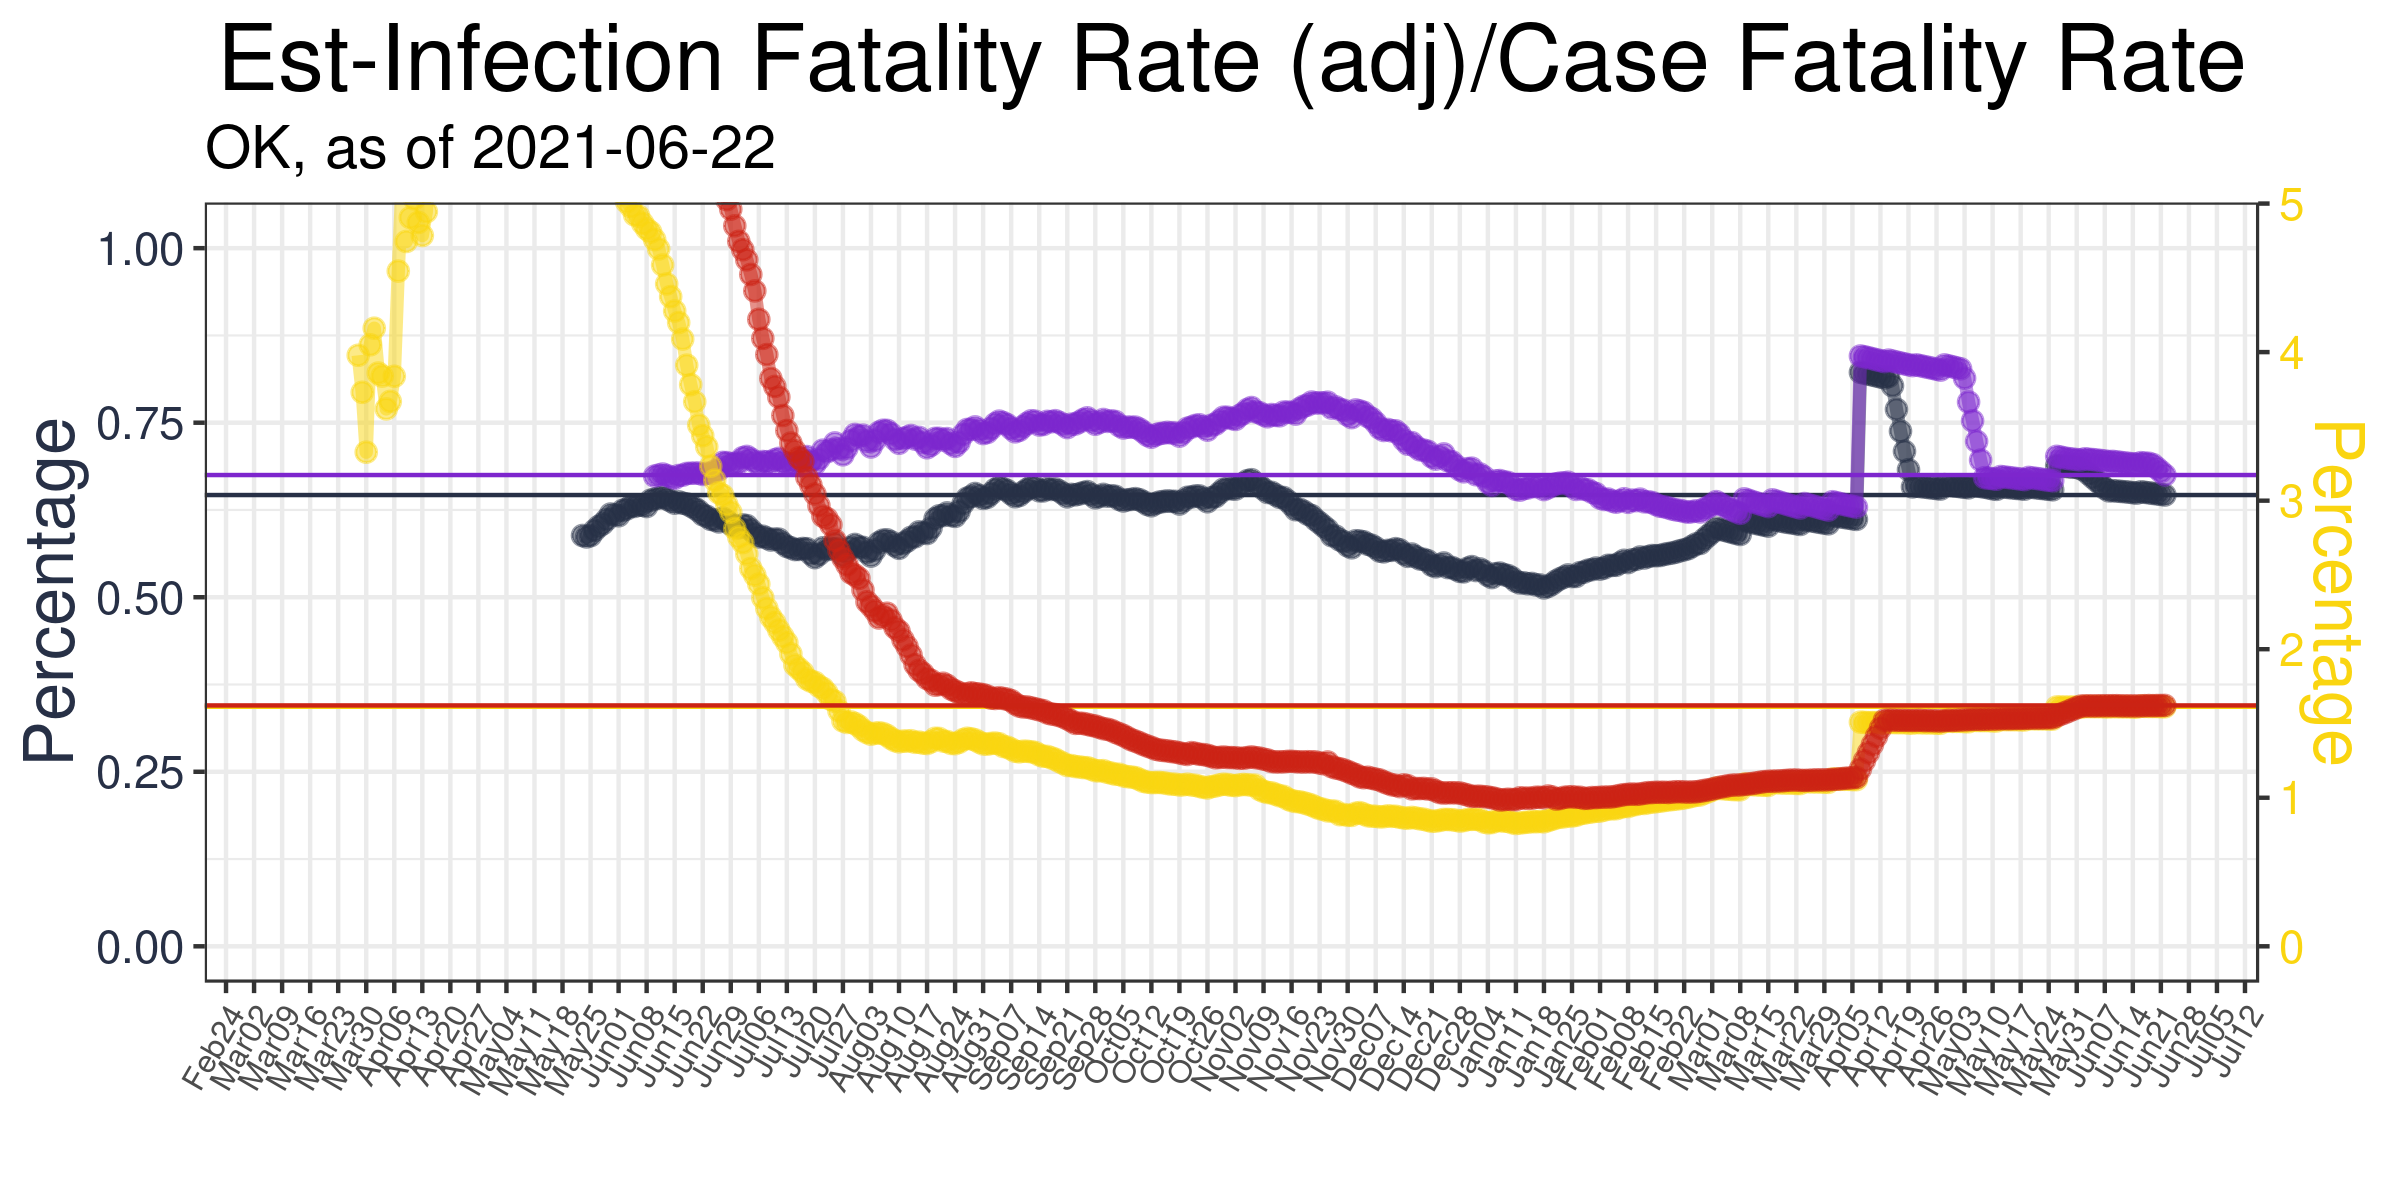 Est-Infection Fatality Rate (adj)/Case Fatality Rate
OK, as of 2021-06-22
Percentage
1.00
0.75
0.50
0.25
0.00
5
4
3
2
1
0
Percentage
Feb24
Mar02
Mar09
Mar16
Mar23
Mar30
Apr06
Apr13
Apr20
Apr27
May04
May11
May18
May25
Jun01
Jun08
Jun15
Jun22
Jun29
Jul06
Jul13
Jul20
Jul27
Aug03
Aug10
Aug17
Aug24
Aug31
Sep07
Sep14
Sep21
Sep28
Oct05
Oct12
Oct19
Oct26
Nov02
Nov09
Nov16
Nov23
Nov30
Dec07
Dec14
Dec21
Dec28
Jan04
Jan11
Jan18
Jan25
Feb01
Feb08
Feb15
Feb22
Mar01
Mar08
Mar15
Mar22
Mar29
Apr05
Apr12
Apr19
Apr26
May03
May10
May17
May24
May31
Jun07
Jun14
Jun21
Jun28
Jul05
Jul12